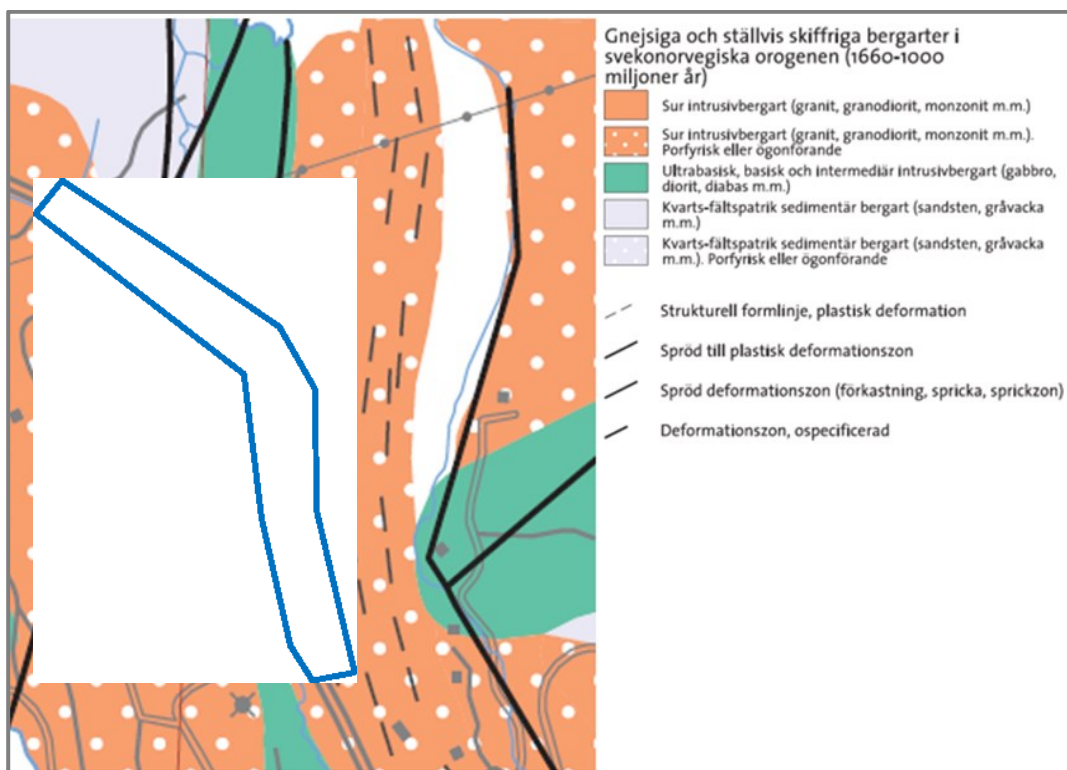 Gnejsiga och ställvis skiffriga bergarter i
svekonorvegiska orogenen (1660-1000
miljoner år)
Sur intrusivbergart (granit, granodiorit, monzonit m.m.)
Sur intrusivbergart (granit, granodiorit, monzonit m.m.).
Porfyrisk eller ögonförande
Ultrabasisk, basisk och intermediär intrusivbergart (gabbro,
diorit, diabas m.m.)
Kvarts-fältspatrik sedimentär bergart (sandsten, gråvacka
m.m.)
Kvarts-fältspatrik sedimentär bergart (sandsten, gråvacka
m.m.). Porfyrisk eller ögonförande
Strukturell formlinje, plastisk deformation
Spröd till plastisk deformationszon
Spröd deformationszon (förkastning, spricka, sprickzon)
Deformationszon, ospecificerad